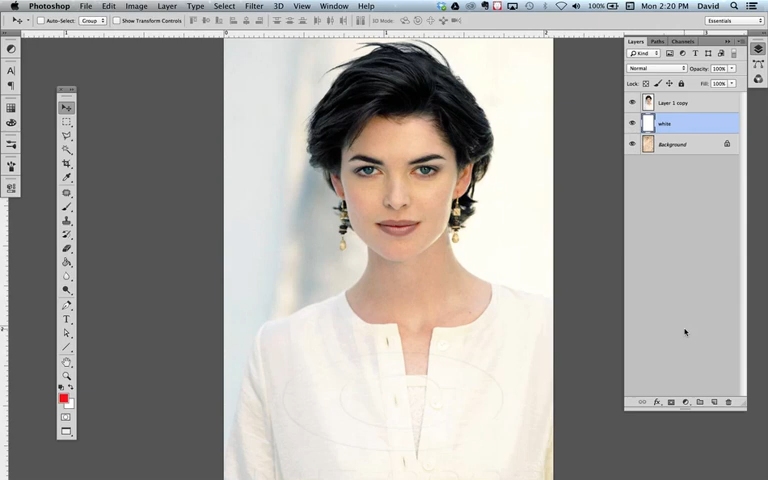 Photoshop File Edit Image Layer Type Select Filter 3D View Window Help 100% Mon 2:20 PM David
Auto-Select: Group Show Transform Controls 3D Mode: Essentials
Layers Paths Channels
Kind
Normal Opacity: 100%
Lock: Fill: 100%
Layer 1 copy
white
Background